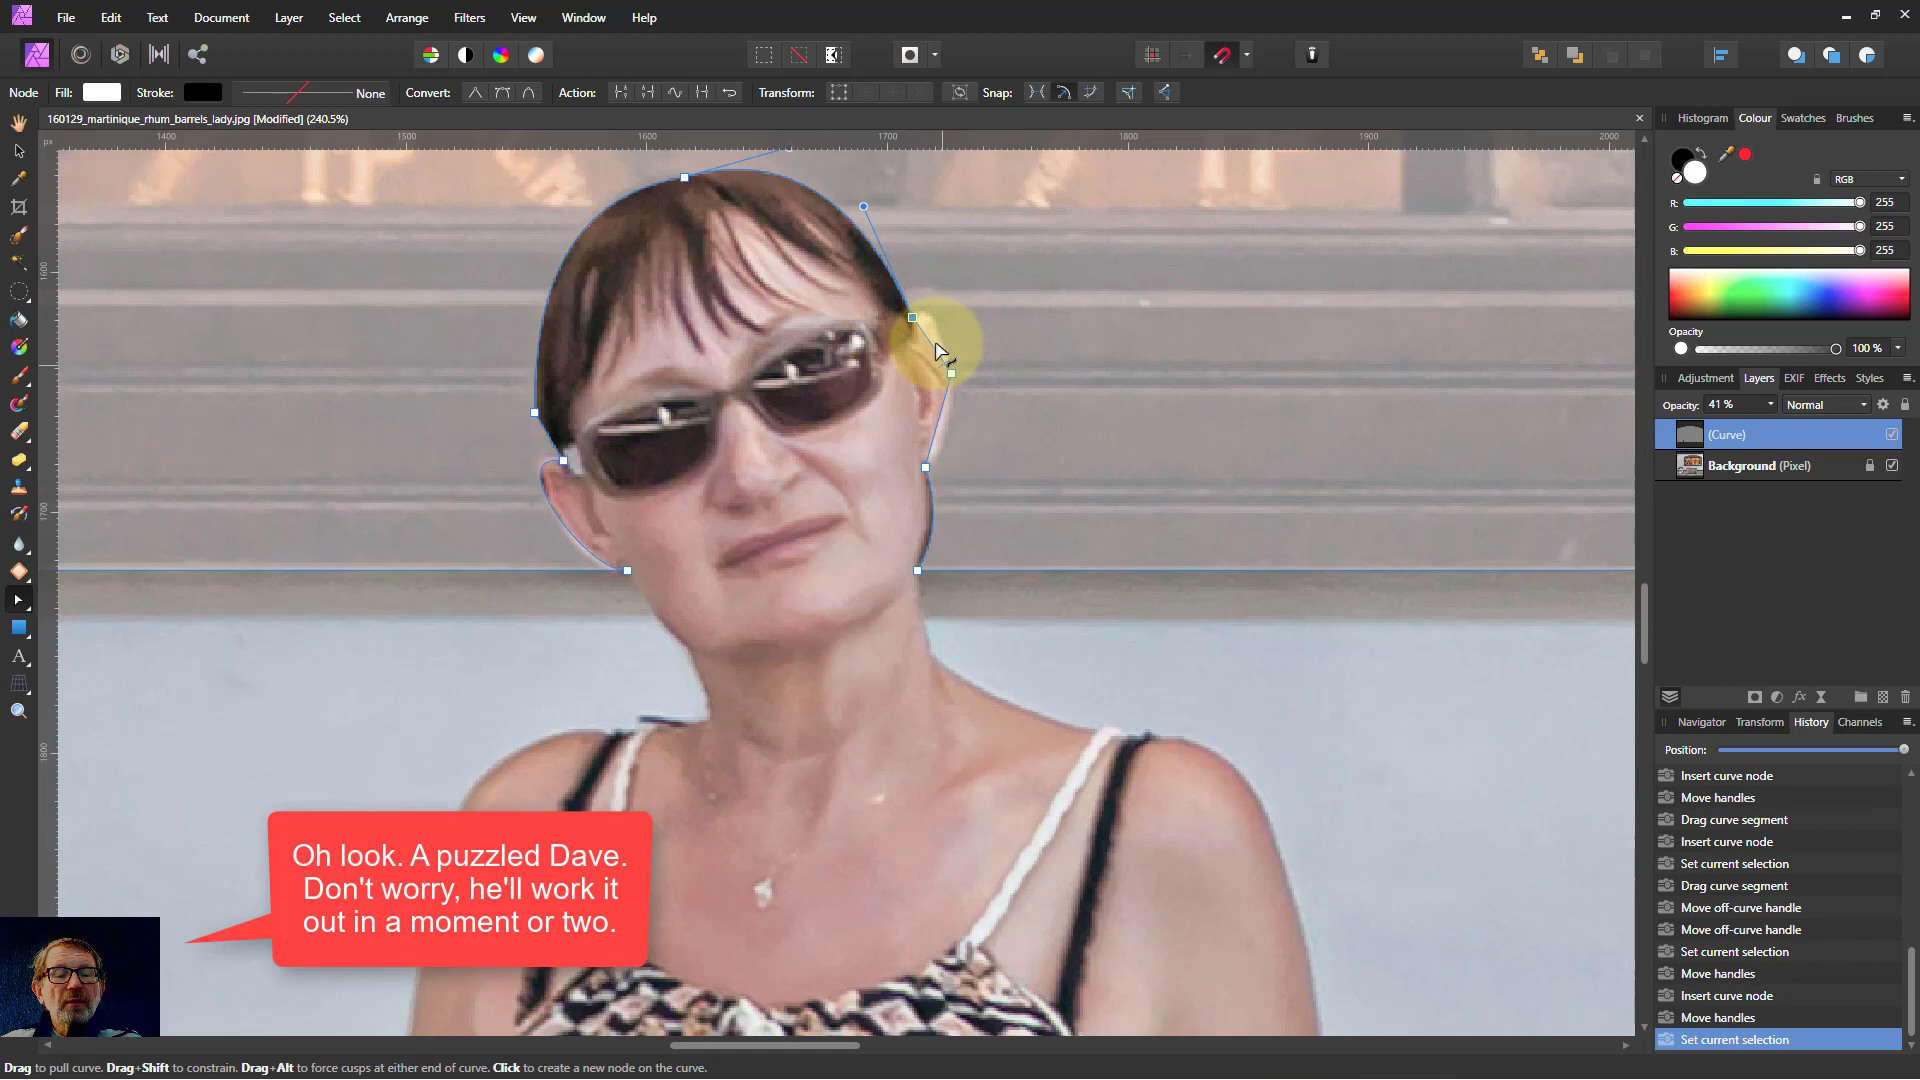 File Edit Text Document Layer Select Arrange Filters View Window Help
Node Fill: Stroke: None Convert: Action: Transform: Snap:
160129_martinique_rhum_barrels_lady.jpg [Modified] (240.5%)
Histogram Colour Swatches Brushes
px 1400 1500 1600 1700 1800 1900 2000
RGB
R: 255
G: 255
B: 255
1600
Opacity
100 %
Adjustment Layers EXIF Effects Styles
Opacity: 41 % Normal
(Curve)
Background (Pixel)
1700
Navigator Transform History Channels
1800
Position:
Insert curve node
Move handles
Drag curve segment
Insert curve node
Set current selection
Drag curve segment
Move off-curve handle
Move off-curve handle
Set current selection
Move handles
Insert curve node
Move handles
Set current selection
Oh look. A puzzled Dave.
Don't worry, he'll work it
out in a moment or two.
Drag to pull curve. Drag+Shift to constrain. Drag+Alt to force cusps at either end of curve. Click to create a new node on the curve.